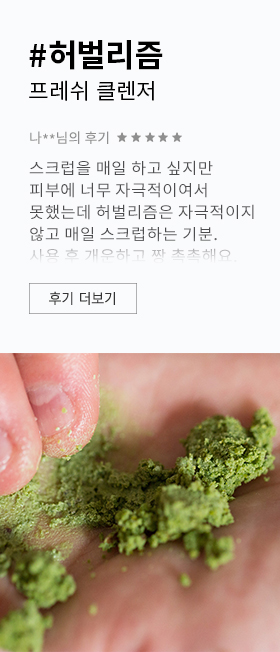 #허벌리즘
프레쉬 클렌저
나**님의 후기 ★★★★★
스크럽을 매일 하고 싶지만
피부에 너무 자극적이여서
못했는데 허벌리즘은 자극적이지
않고 매일 스크럽하는 기분.
사용 후 개운하고 짱 촉촉해요.
후기 더보기